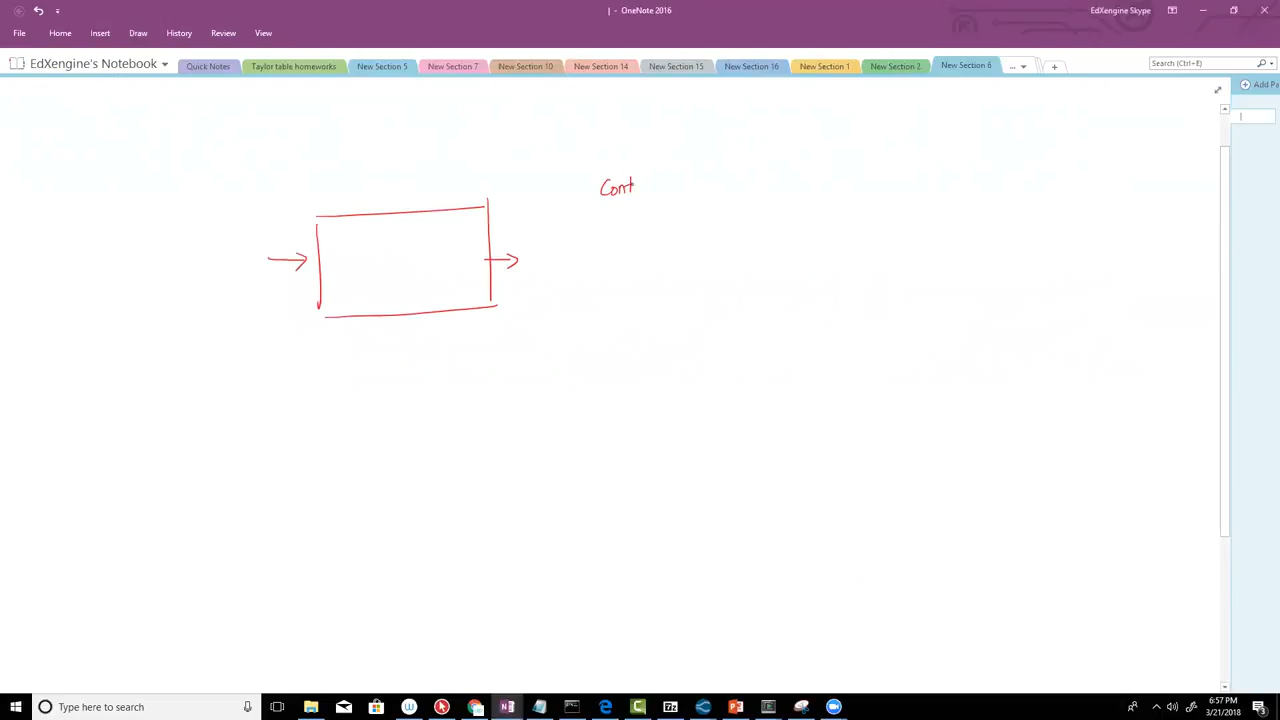 | - OneNote 2016
EdXengine Skype
File Home Insert Draw History Review View
EdXengine's Notebook
Quick Notes Taylor table homeworks New Section 5 New Section 7 New Section 10 New Section 14 New Section 15 New Section 16 New Section 1 New Section 2 New Section 6 ...
Search (Ctrl+E)
Add Pa
Cont
Type here to search
6:57 PM
3/21/2018